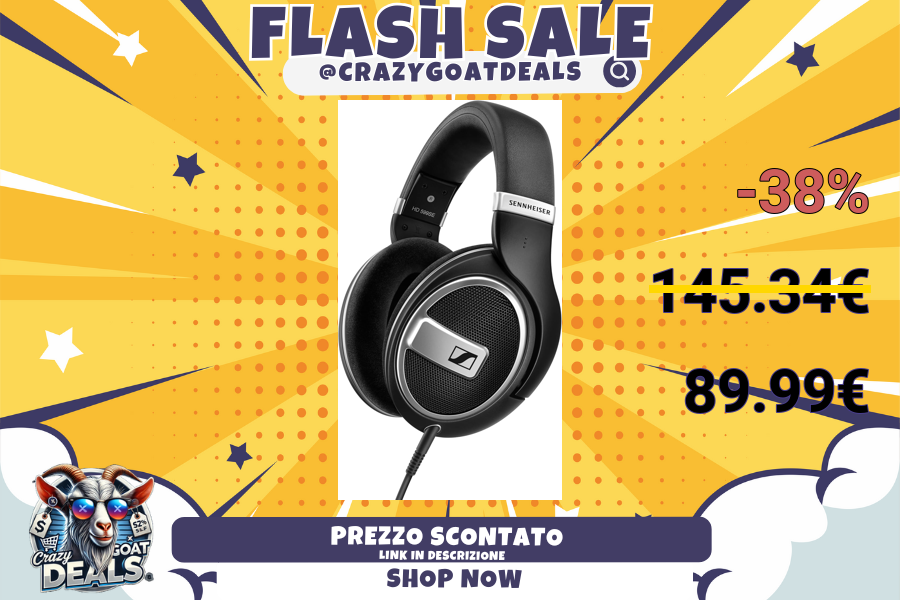 FLASH SALE
@CRAZYGOATDEALS
SENNHEISER
-38%
145.34€
89.99€
PREZZO SCONTATO
LINK IN DESCRIZIONE
SHOP NOW
$
Crazy
GOAT
DEALS